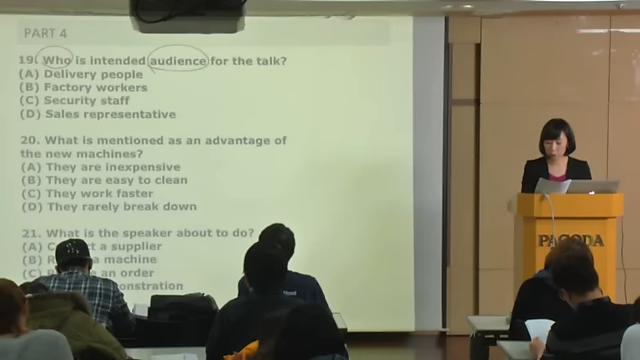 PART 4
19. Who is intended audience for the talk?
(A) Delivery people
(B) Factory workers
(C) Security staff
(D) Sales representative
20. What is mentioned as an advantage of
the new machines?
(A) They are inexpensive
(B) They are easy to clean
(C) They work faster
(D) They rarely break down
21. What is the speaker about to do?
(A) a supplier
(B) a machine
(C) an order
PAGODA